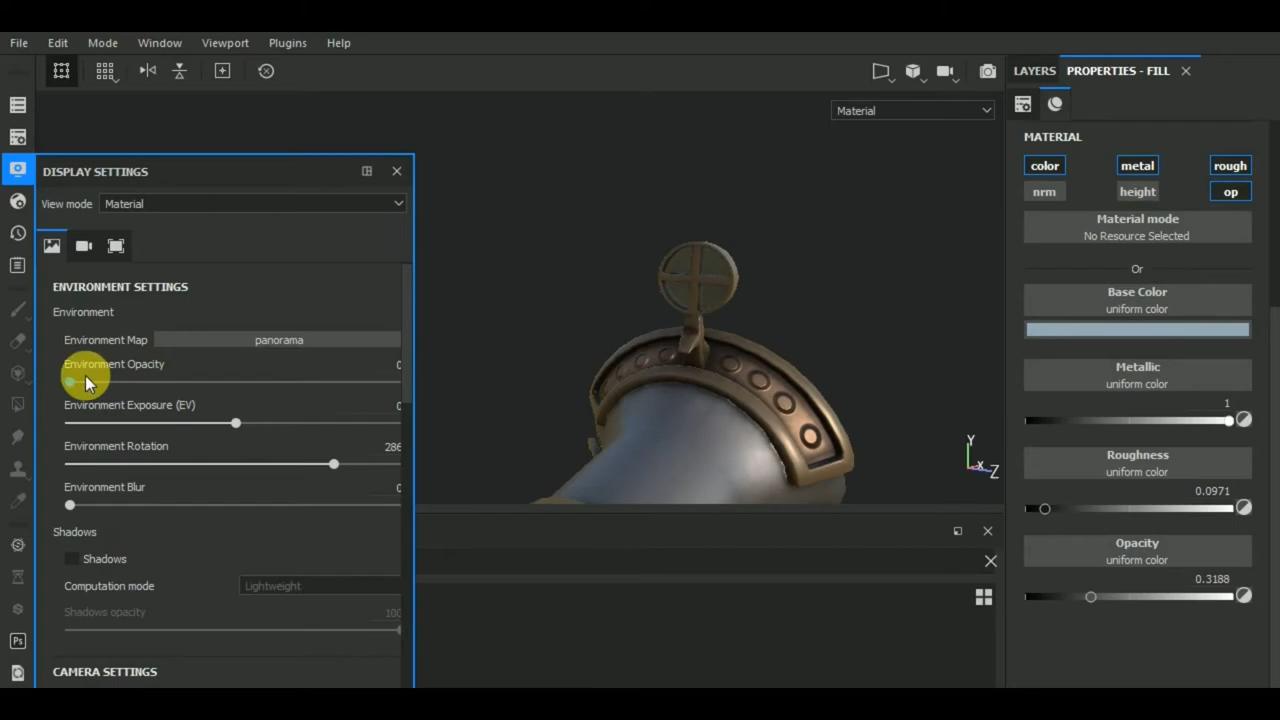 File Edit Mode Window Viewport Plugins Help
LAYERS PROPERTIES - FILL
Material
DISPLAY SETTINGS
View mode Material
ENVIRONMENT SETTINGS
Environment
Environment Map panorama
Environment Opacity 0
Environment Exposure (EV) 0
Environment Rotation 286
Environment Blur 0
Shadows
Shadows
Computation mode Lightweight
Shadows opacity 100
CAMERA SETTINGS
Ps
Y
X
Z
MATERIAL
color metal rough
nrm height op
Material mode
No Resource Selected
Or
Base Color
uniform color
Metallic
uniform color
1
Roughness
uniform color
0.0971
Opacity
uniform color
0.3188